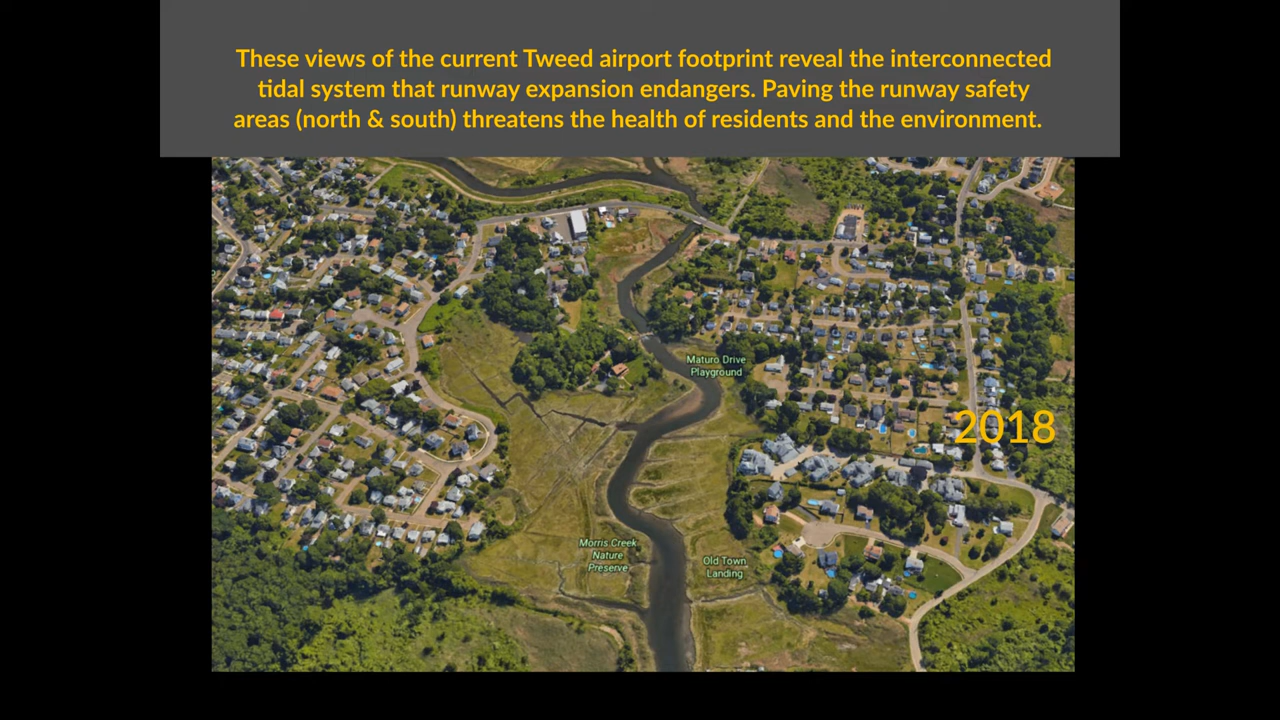 These views of the current Tweed airport footprint reveal the interconnected
tidal system that runway expansion endangers. Paving the runway safety
areas (north & south) threatens the health of residents and the environment.
Maturo Drive
Playground
2018
Morris Creek
Nature
Preserve
Old Town
Landing